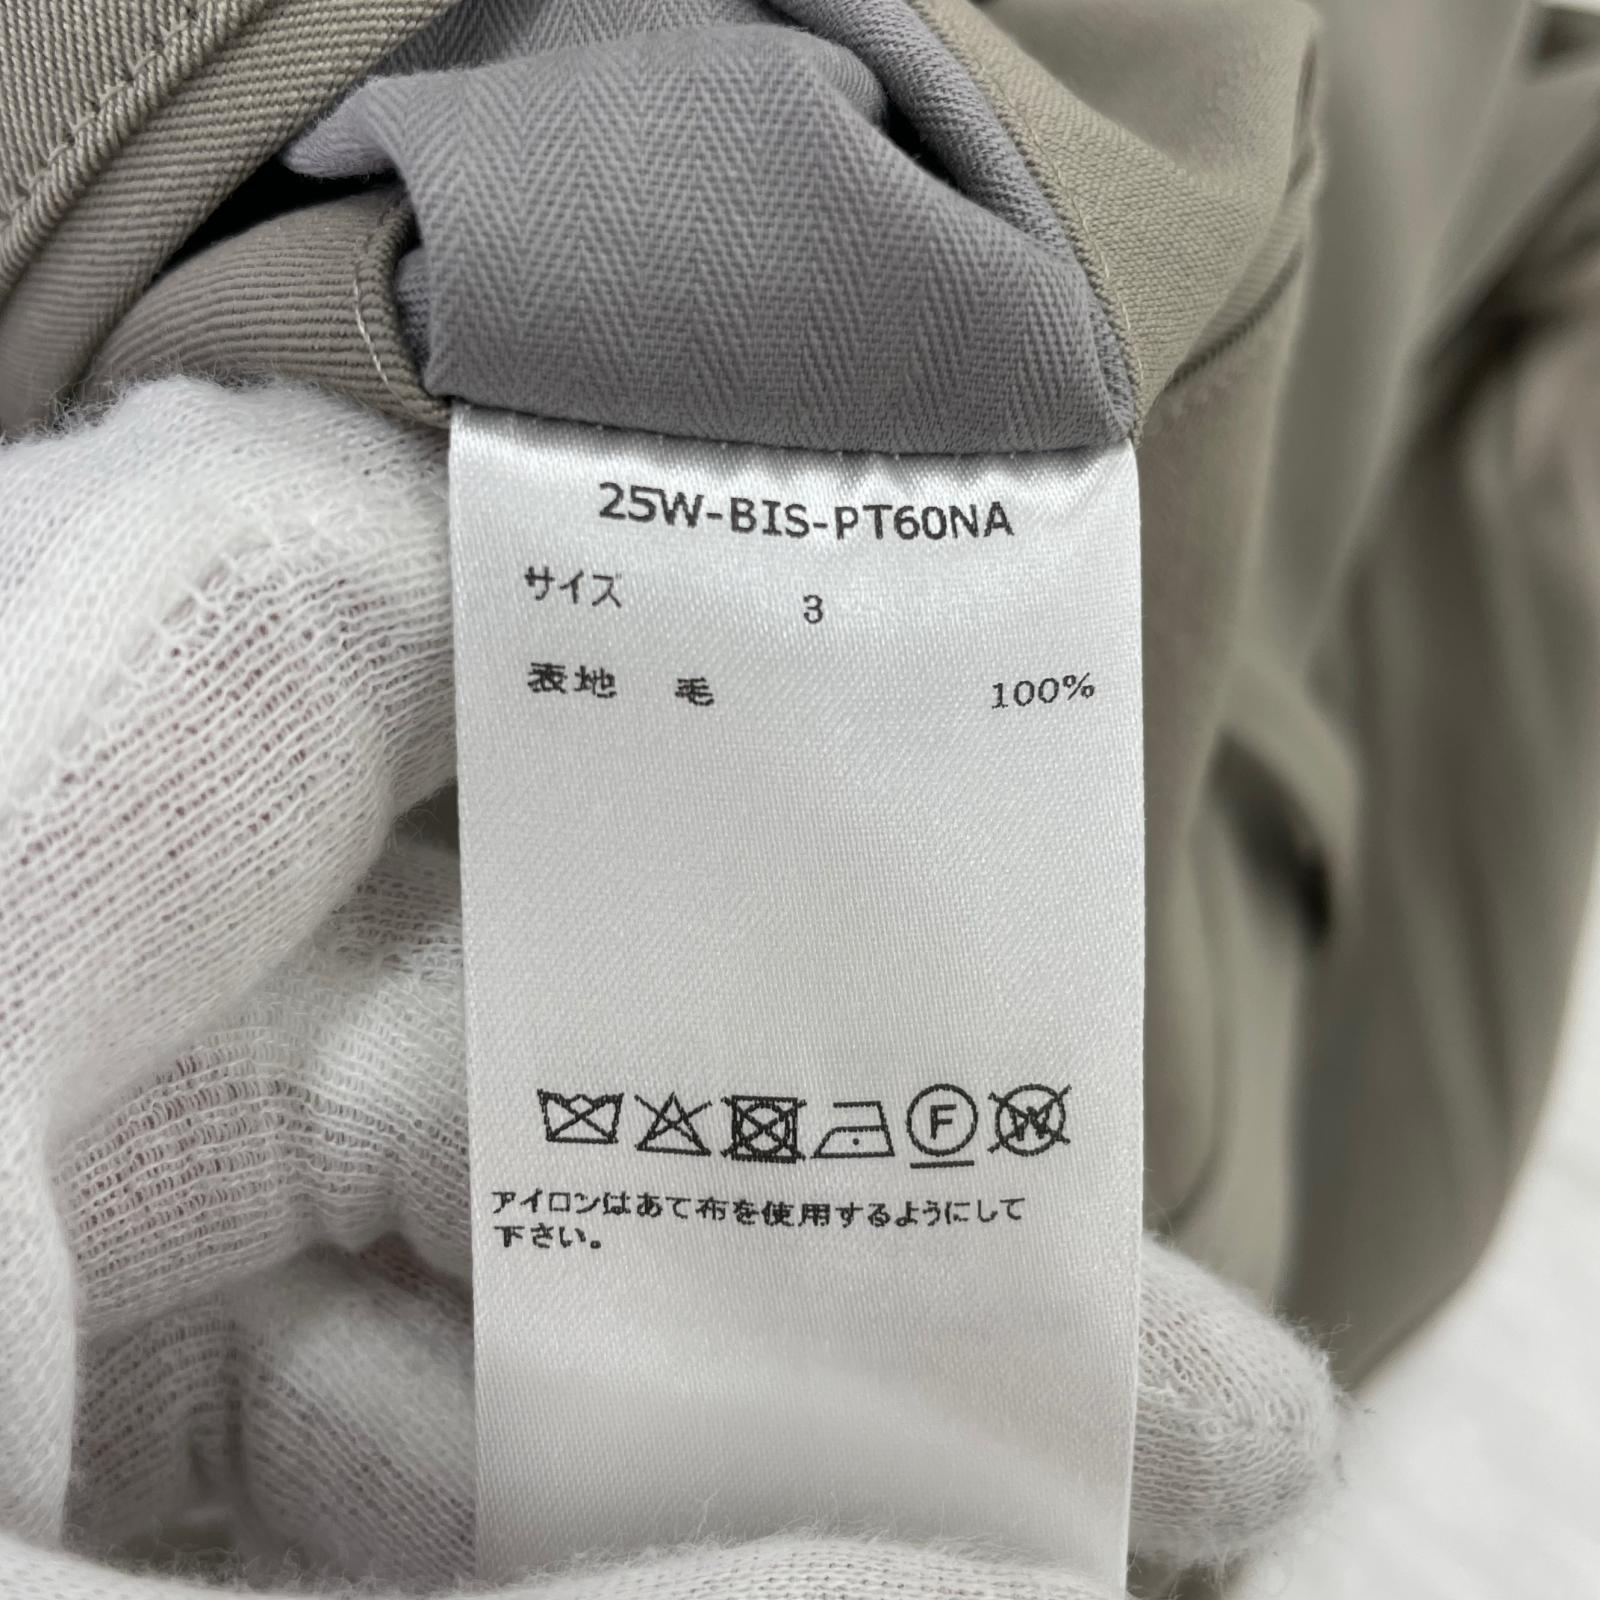 25W-BIS-PT60NA
サイズ 3
表地 毛 100%
F W
アイロンはあて布を使用するようにして
下さい。